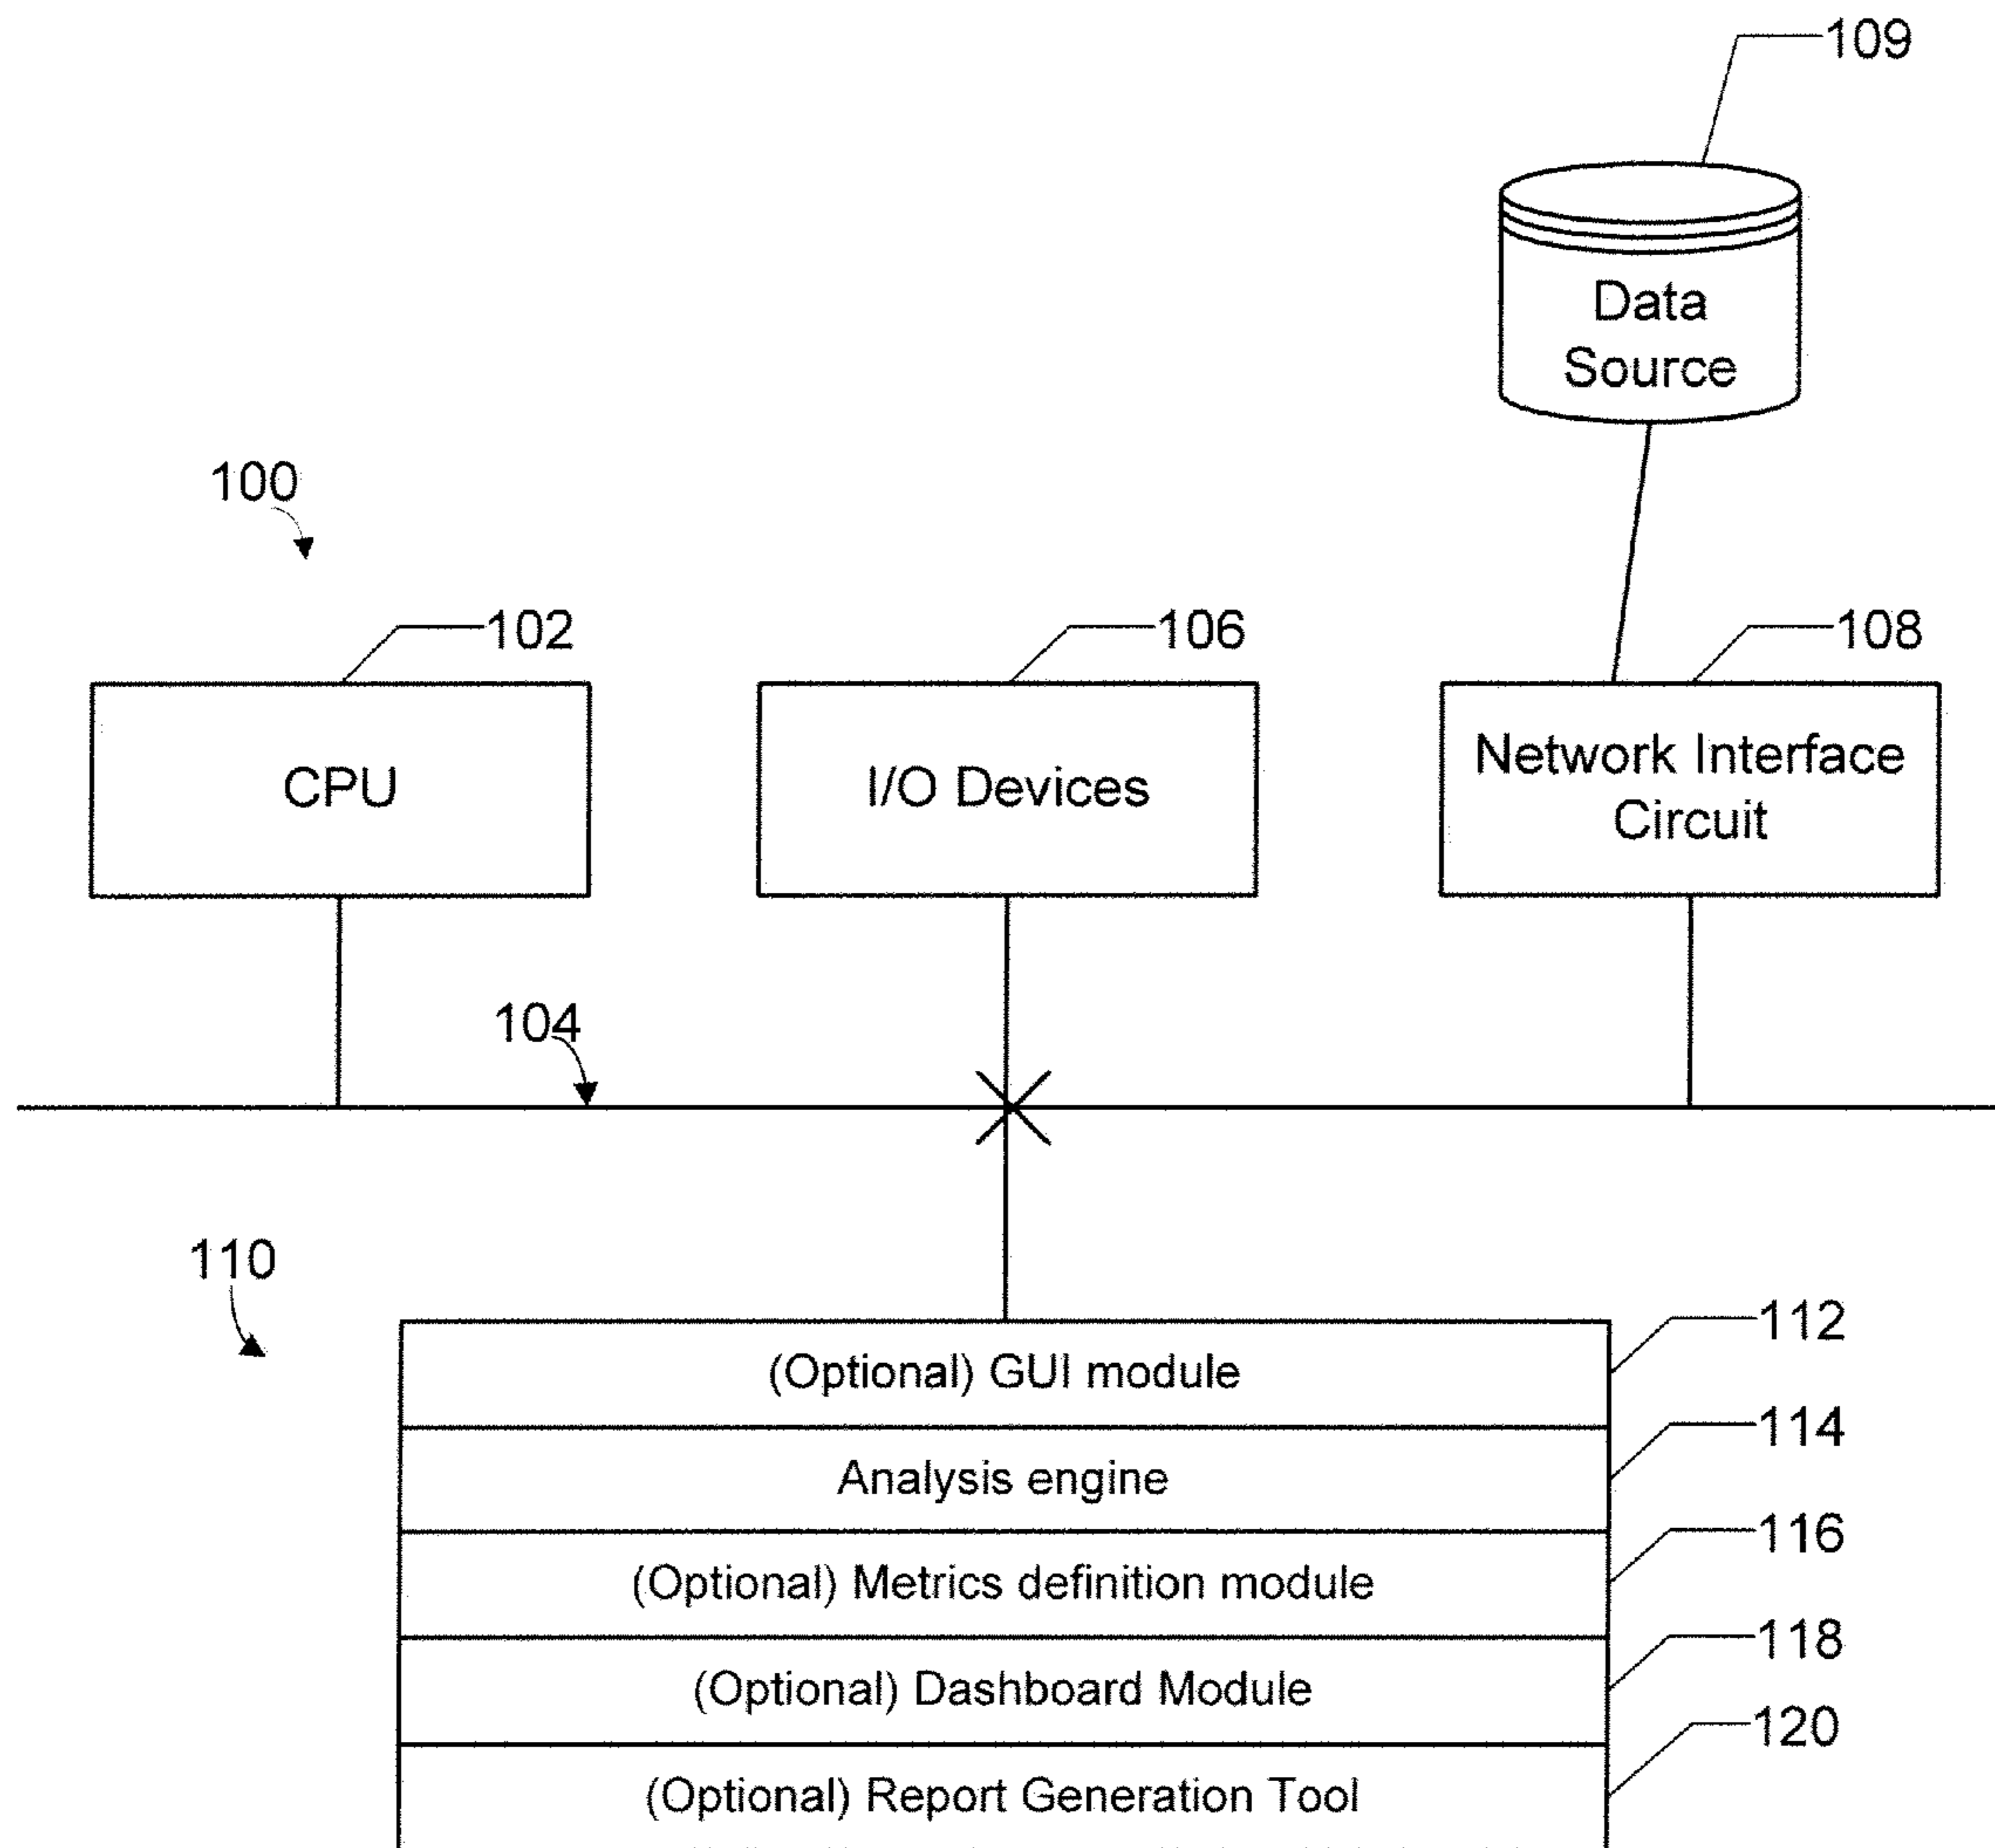 109
Data
Source
100
102
106
108
CPU
I/O Devices
Network Interface
Circuit
104
110
112
(Optional) GUI module
114
Analysis engine
116
(Optional) Metrics definition module
118
(Optional) Dashboard Module
120
(Optional) Report Generation Tool